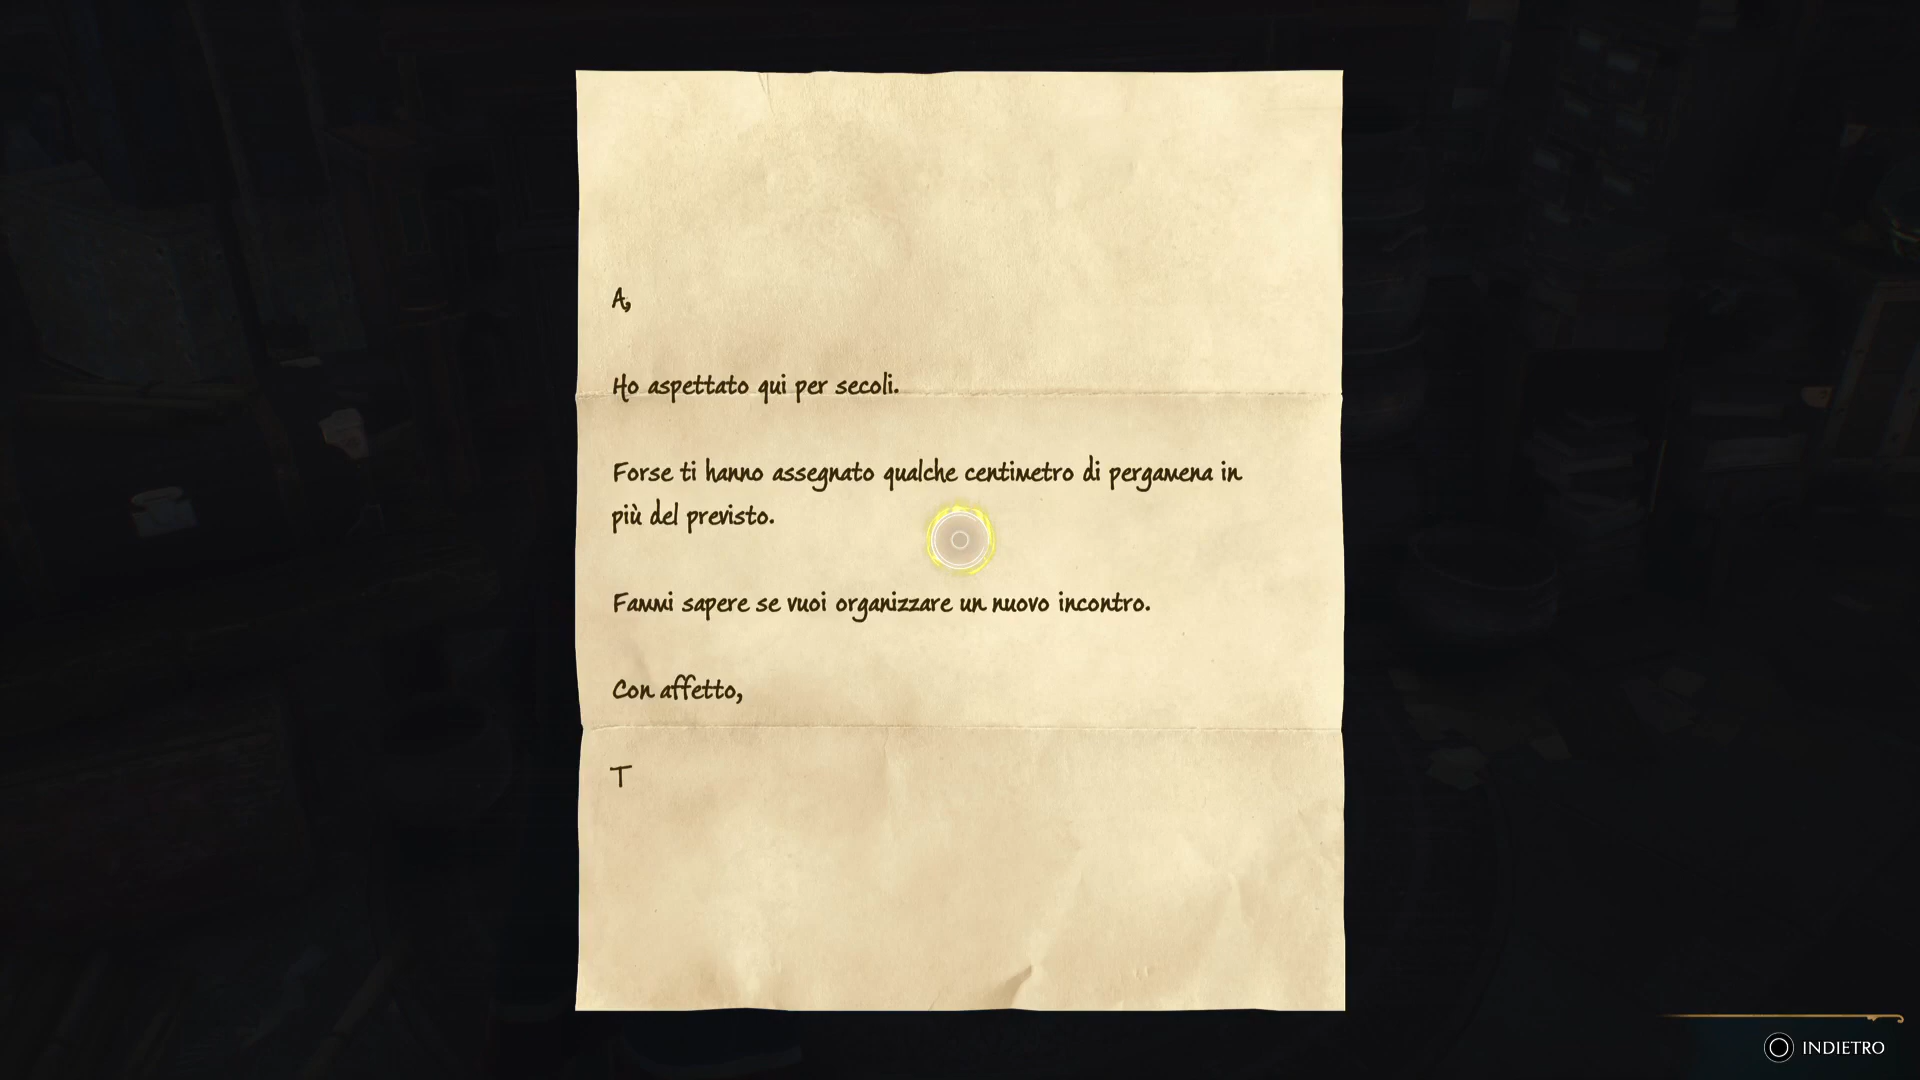 A,
Ho aspettato qui per secoli.
Forse ti hanno assegnato qualche centimetro di pergamena in
più del previsto.
Fammi sapere se vuoi organizzare un nuovo incontro.
Con affetto,
T
INDIETRO